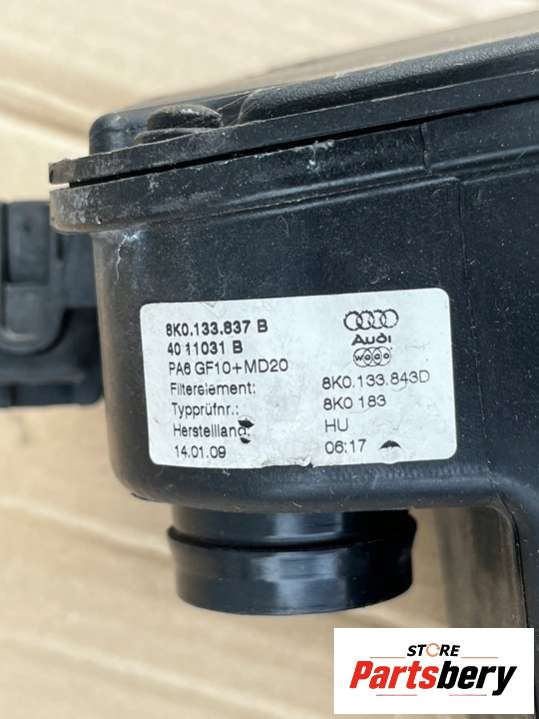 8K0.133.837 B
40 11031 B
PA6 GF10+MD20
Filterelement: 8K0.133.843D
Typprüfnr.: 8K0 183
Herstellland HU
14.01.09 06:17
Audi
STORE
Partsbery